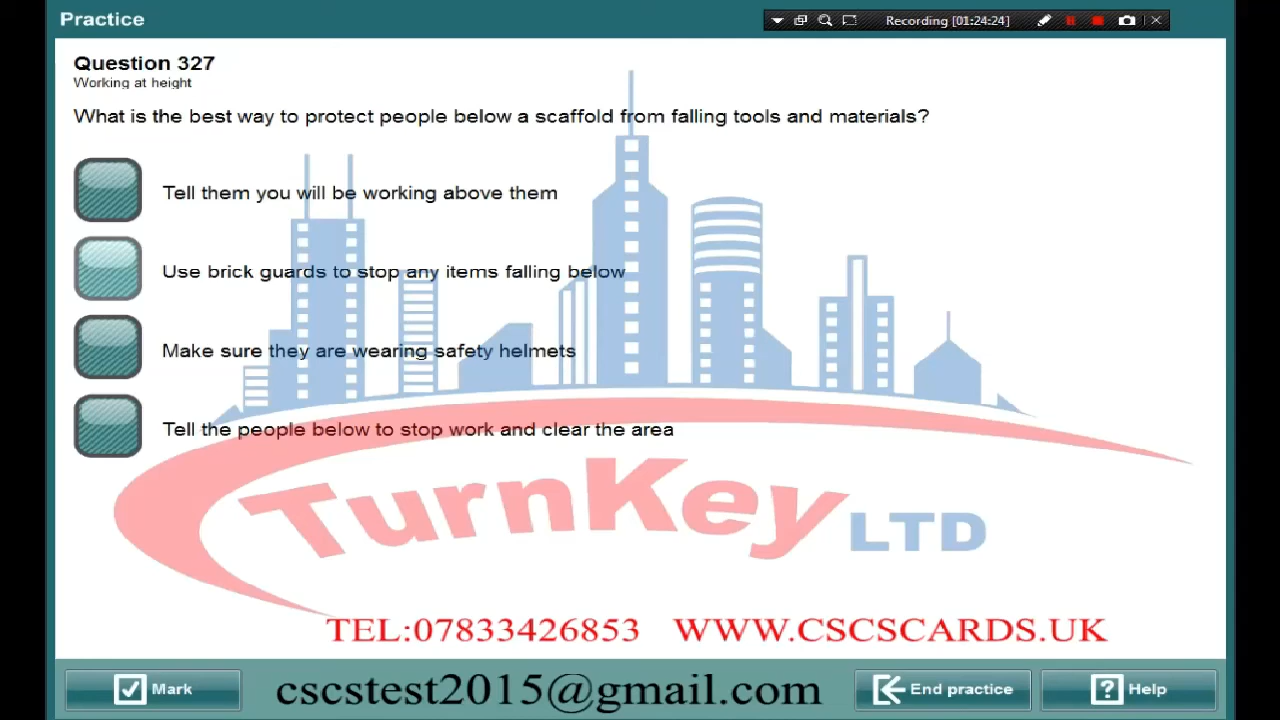 Practice
Recording [01:24:24]
Question 327
Working at height
What is the best way to protect people below a scaffold from falling tools and materials?
Tell them you will be working above them
Use brick guards to stop any items falling below
Make sure they are wearing safety helmets
Tell the people below to stop work and clear the area
TurnKey LTD
TEL:07833426853 WWW.CSCSCARDS.UK
Mark
cscstest2015@gmail.com
End practice
Help